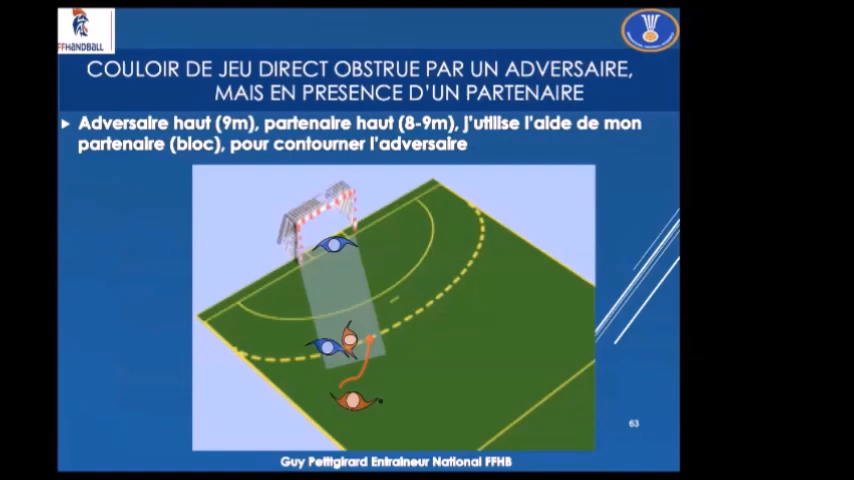 FFHANDBALL
COULOIR DE JEU DIRECT OBSTRUE PAR UN ADVERSAIRE,
MAIS EN PRESENCE D'UN PARTENAIRE
Adversaire haut (9m), partenaire haut (8-9m), j'utilise l'aide de mon
partenaire (bloc), pour contourner l'adversaire
63
Guy Petitgirard Entraineur National FFHB